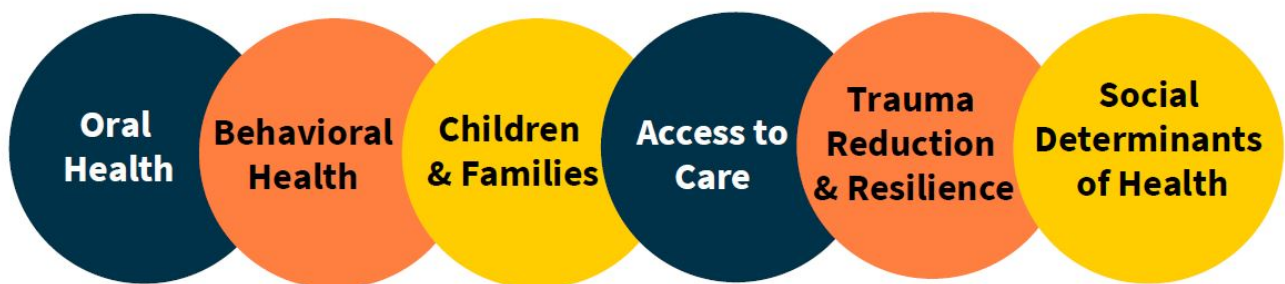 Oral
Health
Behavioral
Health
Children
& Families
Access to
Care
Trauma
Reduction
& Resilience
Social
Determinants
of Health